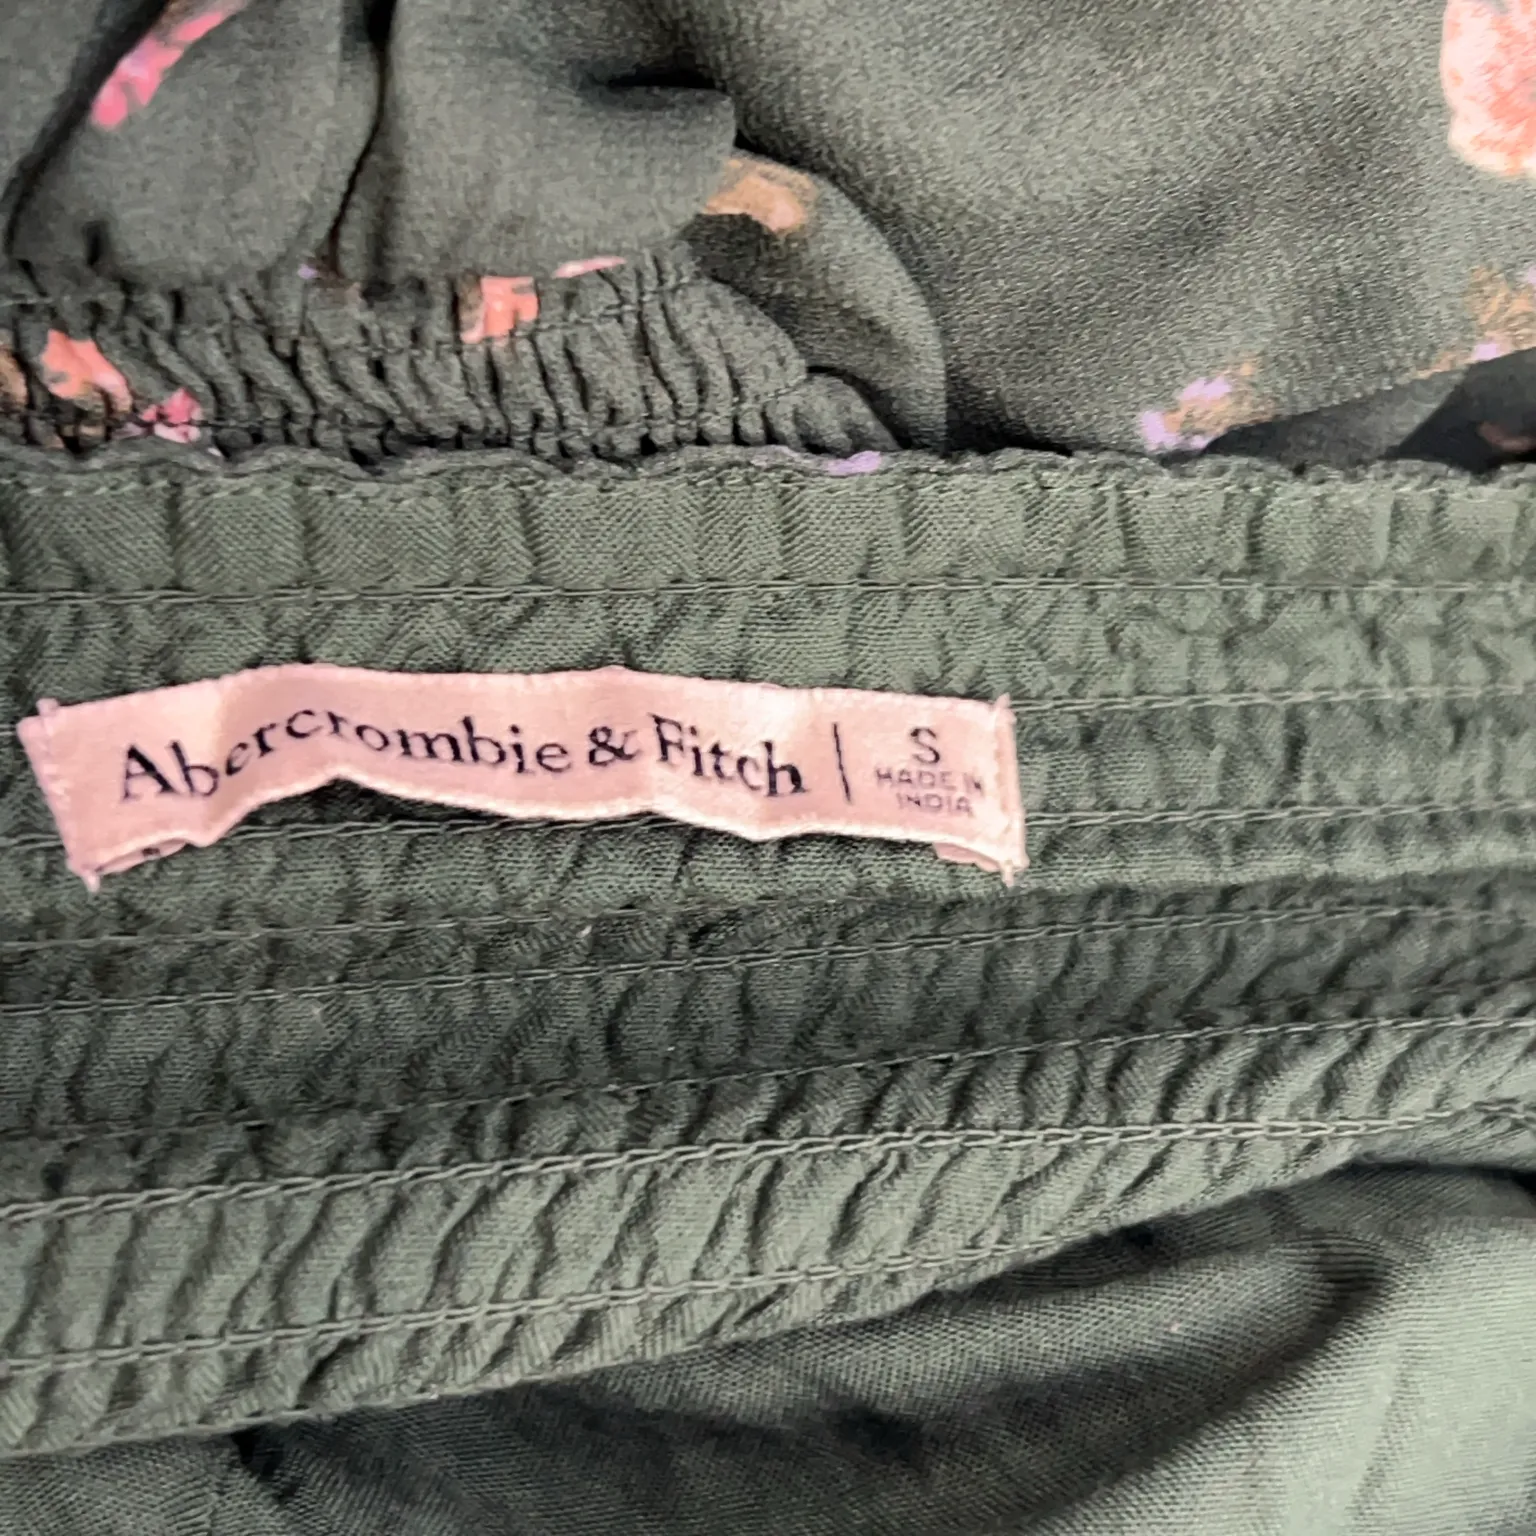 Abercrombie & Fitch | S
MADE IN
INDIA